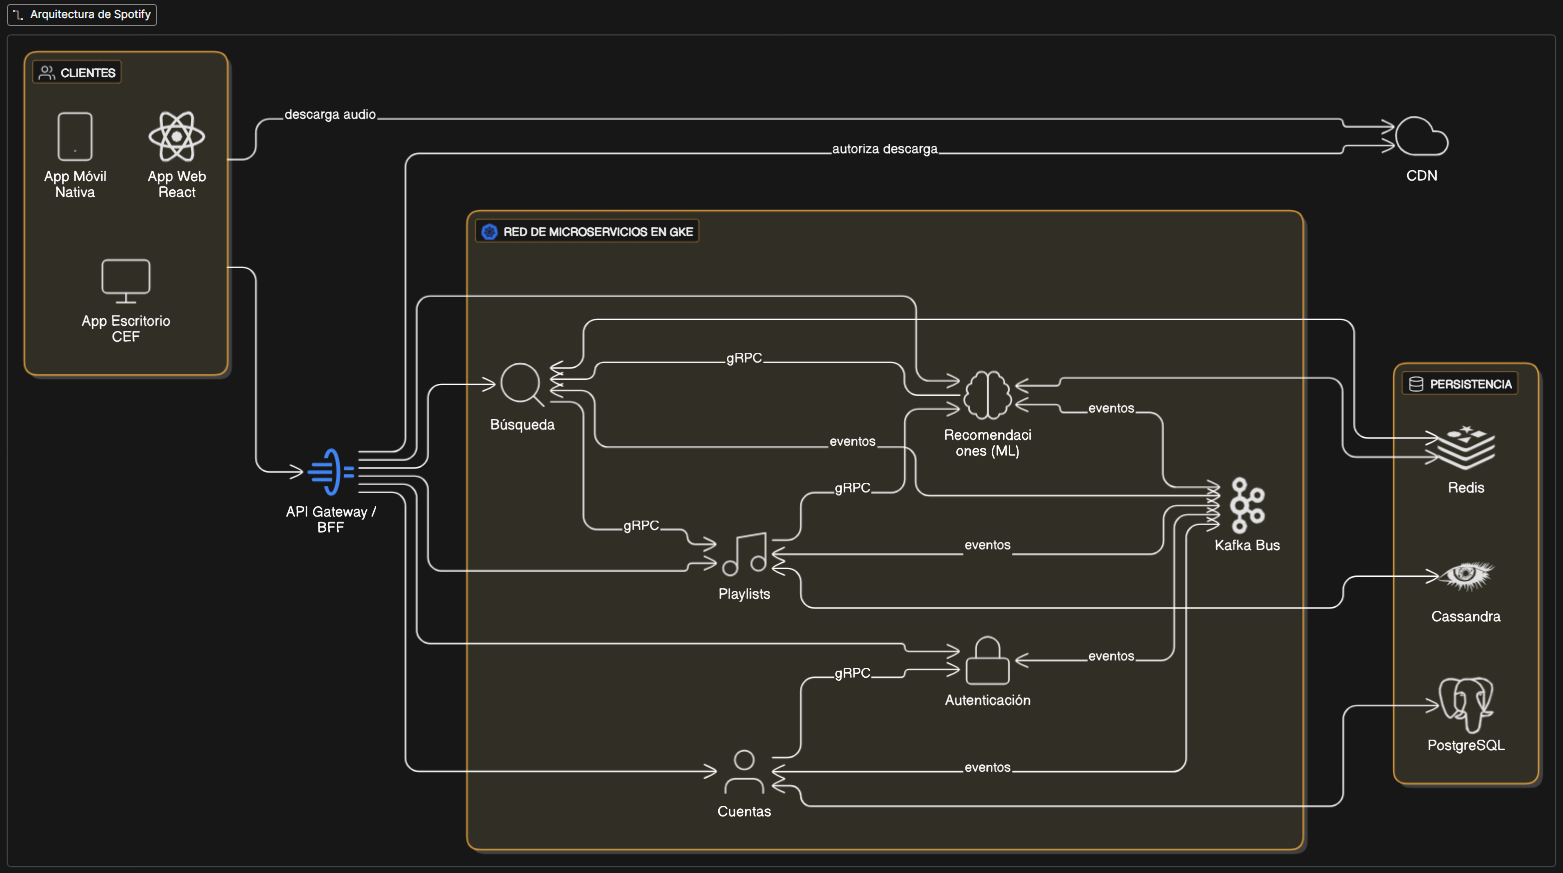 Arquitectura de Spotify
CLIENTES
App Móvil
Nativa
App Web
React
App Escritorio
CEF
descarga audio
autoriza descarga
CDN
RED DE MICROSERVICIOS EN GKE
gRPC
Búsqueda
eventos
Recomendaci
ones (ML)
eventos
gRPC
gRPC
API Gateway /
BFF
eventos
Kafka Bus
Playlists
eventos
gRPC
Autenticación
eventos
Cuentas
PERSISTENCIA
Redis
Cassandra
PostgreSQL